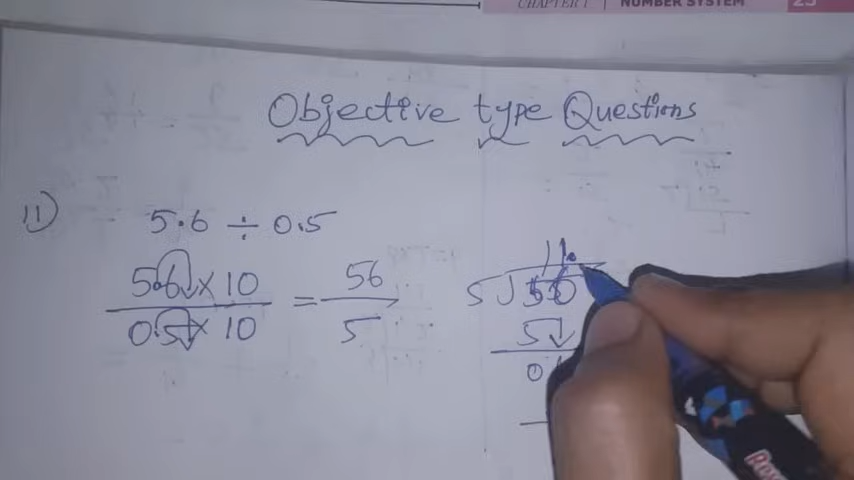 CHAPTER 1 | NUMBER SYSTEM 25
Objective type Questions
11) 5.6 ÷ 0.5
5.6 × 10 / 0.5 × 10 = 56 / 5
11.
5
5
0